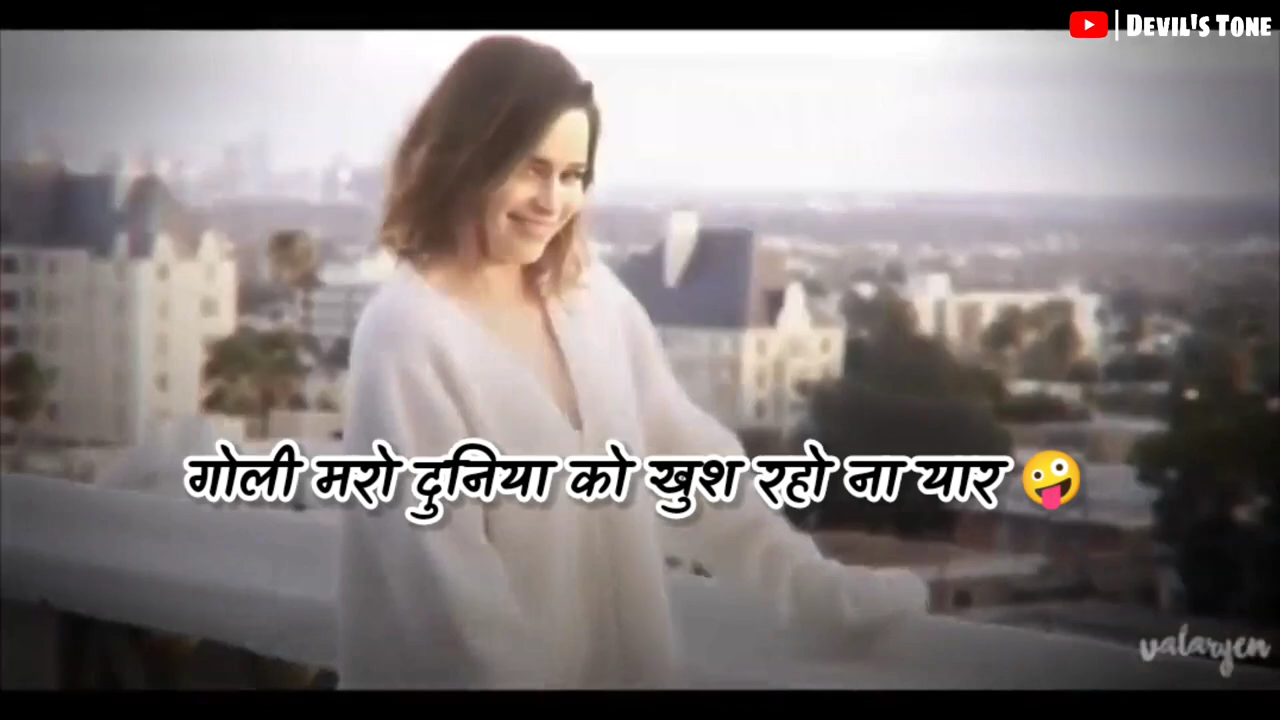 | DEVIL'S TONE
गोली मरो दुनिया को खुश रहो ना यार 🤪
valaryen